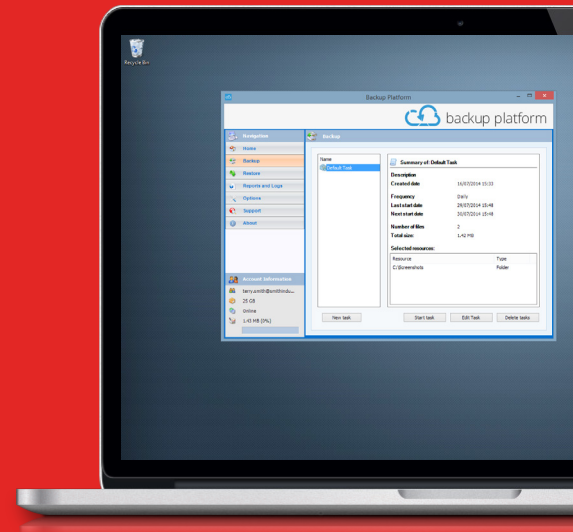 Recycle Bin
Backup Platform
backup platform
Navigation
Home
Backup
Restore
Reports and Logs
Options
Support
About
Account Information
terry.smith@smithindu...
25 GB
Online
1.43 MB (0%)
Backup
Name
Default Task
New task
Summary of: Default Task
Description
Created date 16/07/2014 15:33
Frequency Daily
Last start date 29/07/2014 15:48
Next start date 30/07/2014 15:48
Number of files 2
Total size: 1.42 MB
Selected resources:
Resource Type
C:/Screenshots Folder
Start task Edit Task Delete tasks